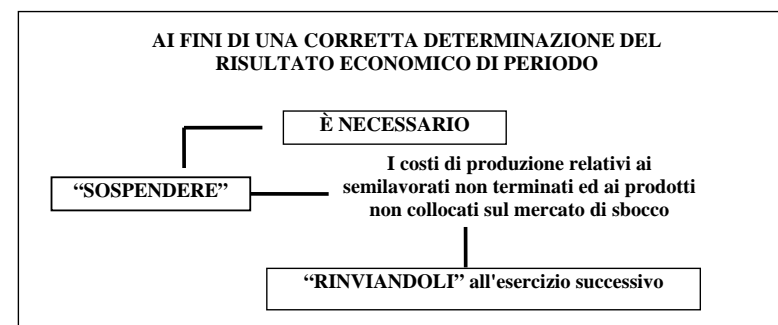 AI FINI DI UNA CORRETTA DETERMINAZIONE DEL
RISULTATO ECONOMICO DI PERIODO
È NECESSARIO
“SOSPENDERE”
I costi di produzione relativi ai
semilavorati non terminati ed ai prodotti
non collocati sul mercato di sbocco
“RINVIANDOLI” all'esercizio successivo